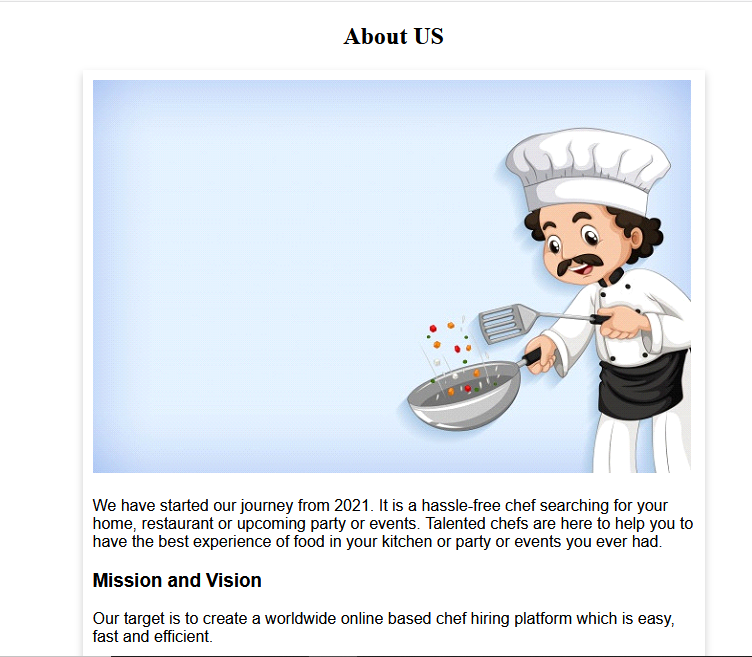 About US
We have started our journey from 2021. It is a hassle-free chef searching for your
home, restaurant or upcoming party or events. Talented chefs are here to help you to
have the best experience of food in your kitchen or party or events you ever had.
Mission and Vision
Our target is to create a worldwide online based chef hiring platform which is easy,
fast and efficient.